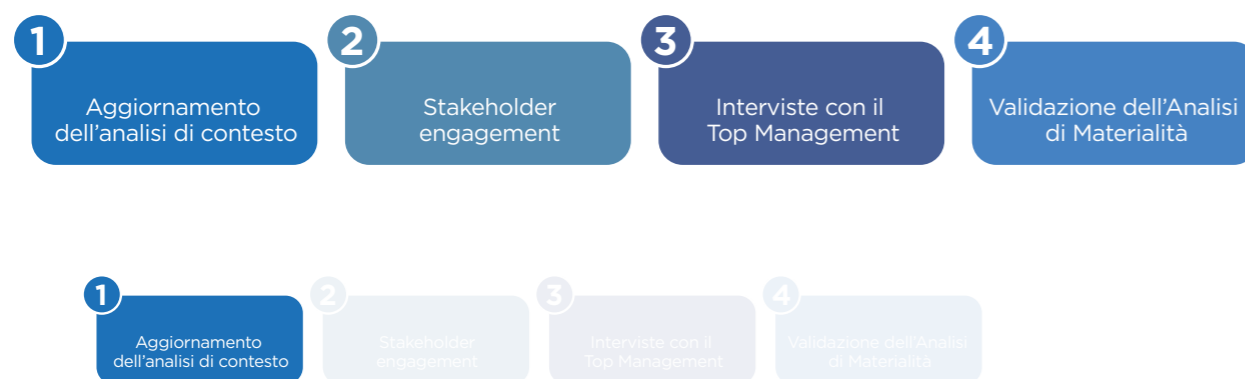 1
Aggiornamento
dell'analisi di contesto
2
Stakeholder
engagement
3
Interviste con il
Top Management
4
Validazione dell'Analisi
di Materialità
1
Aggiornamento
dell'analisi di contesto
2
Stakeholder
engagement
3
Interviste con il
Top Management
4
Validazione dell'Analisi
di Materialità